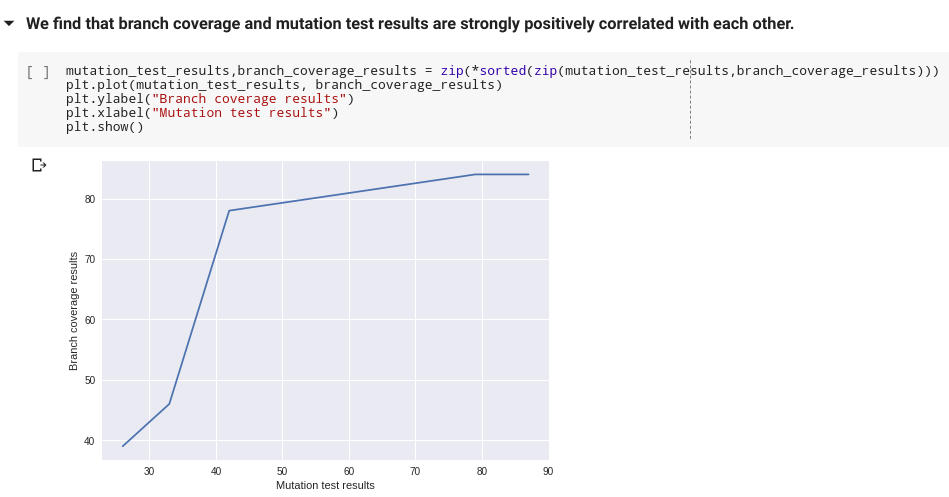 We find that branch coverage and mutation test results are strongly positively correlated with each other.
[ ] mutation_test_results,branch_coverage_results = zip(*sorted(zip(mutation_test_results,branch_coverage_results)))
plt.plot(mutation_test_results, branch_coverage_results)
plt.ylabel("Branch coverage results")
plt.xlabel("Mutation test results")
plt.show()
80
70
60
50
40
Branch coverage results
30 40 50 60 70 80 90
Mutation test results